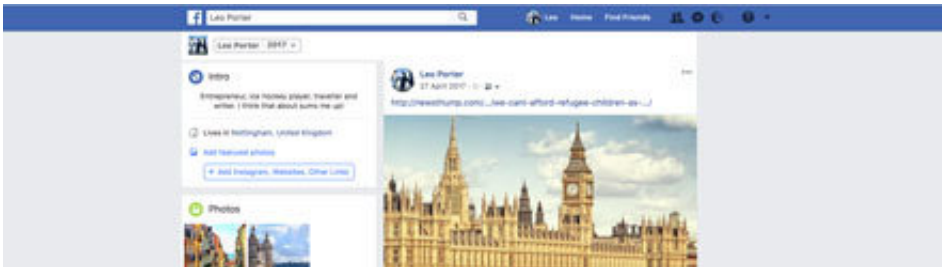 Leo Porter
Leo Home Find Friends
Leo Porter 2017
Intro
Entrepreneur, ice hockey player, traveller and
writer. I think that about sums me up!
Lives in Nottingham, United Kingdom
Add featured photos
+ Add Instagram, Websites, Other Links
Photos
Leo Porter
27 April 2017
http://newsthump.com/.../we-cant-afford-refugee-children-as-.../